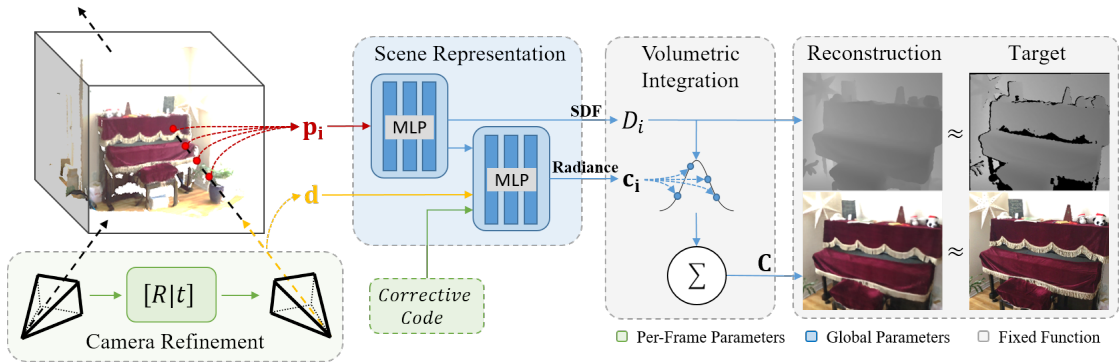 Scene Representation
Volumetric
Integration
Reconstruction
Target
MLP
SDF
D_i
≈
p_i
MLP
Radiance
c_i
d
≈
∑
C
[R|t]
Corrective
Code
Camera Refinement
Per-Frame Parameters
Global Parameters
Fixed Function